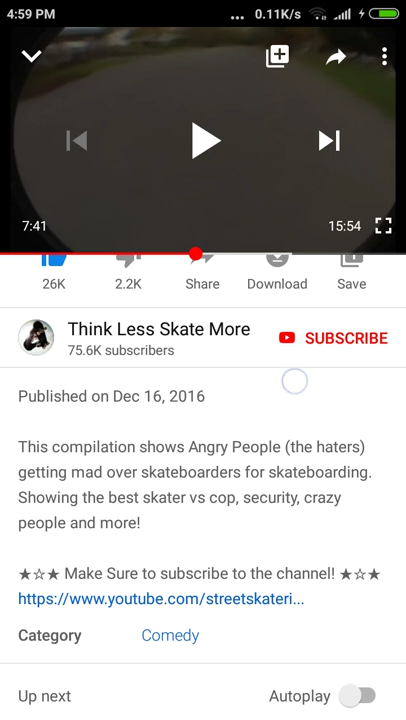 4:59 PM ... 0.11K/s
7:41 15:54
26K 2.2K Share Download Save
Think Less Skate More
75.6K subscribers
SUBSCRIBE
Published on Dec 16, 2016
This compilation shows Angry People (the haters)
getting mad over skateboarders for skateboarding.
Showing the best skater vs cop, security, crazy
people and more!
★☆★ Make Sure to subscribe to the channel! ★☆★
https://www.youtube.com/streetskateri...
Category Comedy
Up next Autoplay